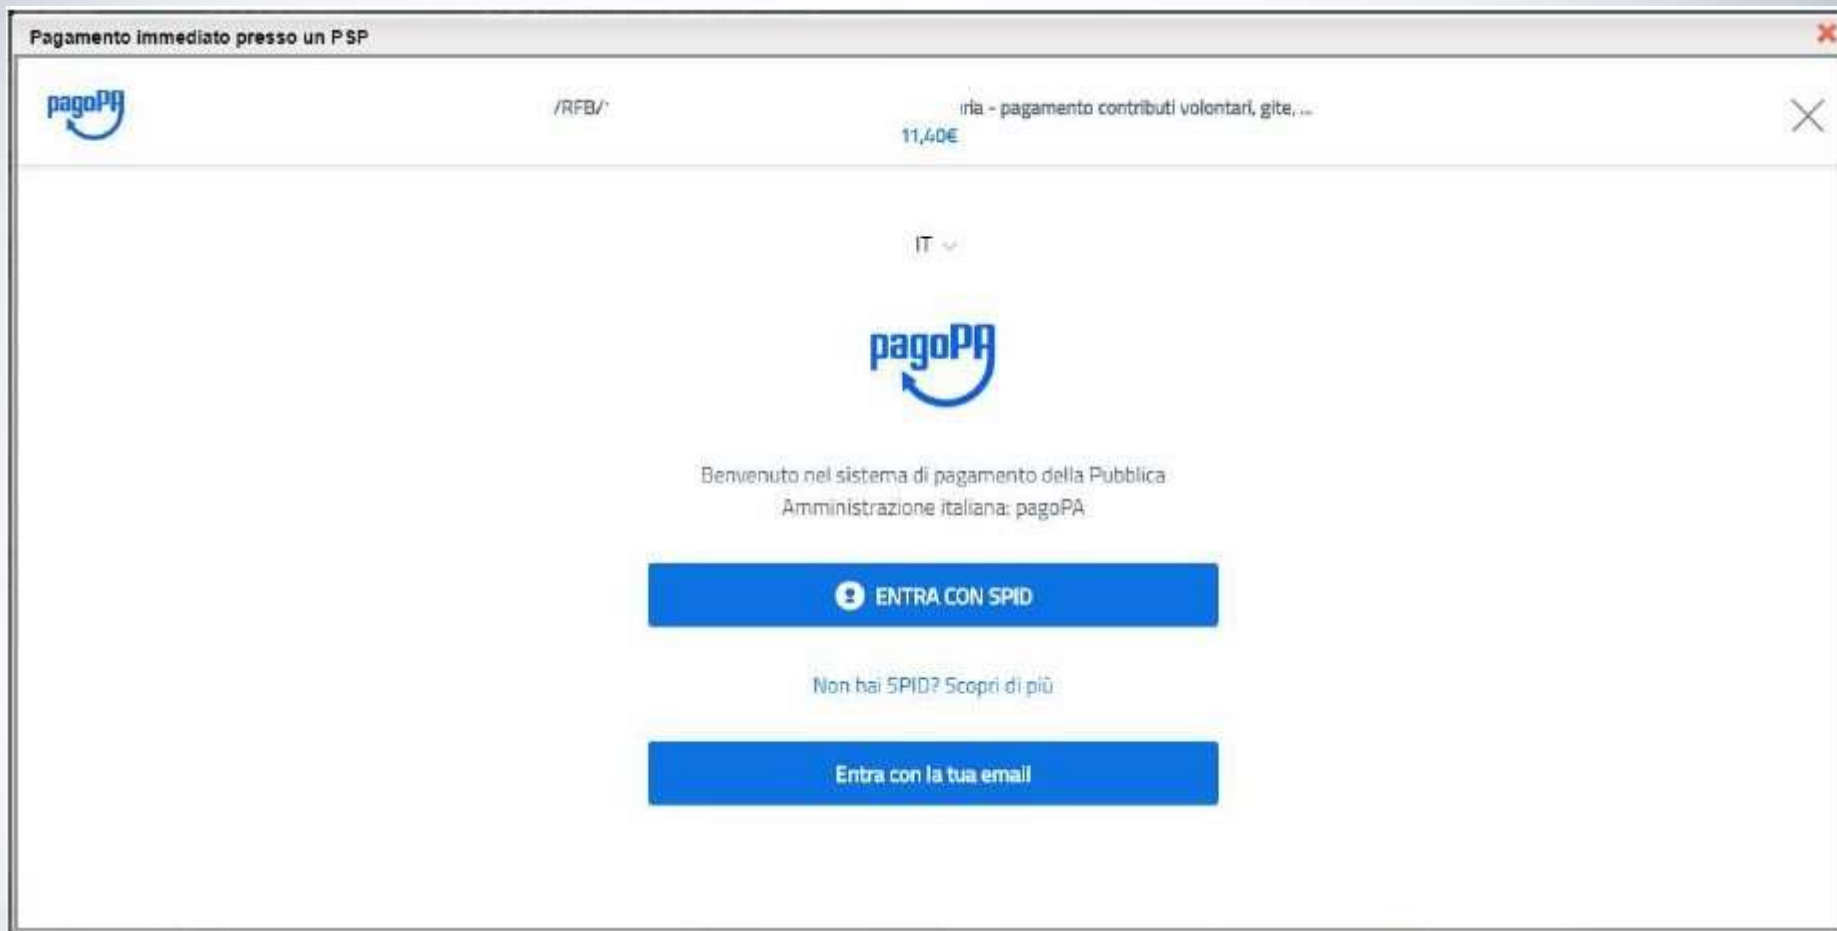 Pagamento immediato presso un PSP
pagoPA
/RFB/ - pagamento contributi volontari, gite, ...
11,40€
IT
pagoPA
Benvenuto nel sistema di pagamento della Pubblica
Amministrazione italiana: pagoPA
ENTRA CON SPID
Non hai SPID? Scopri di più
Entra con la tua email